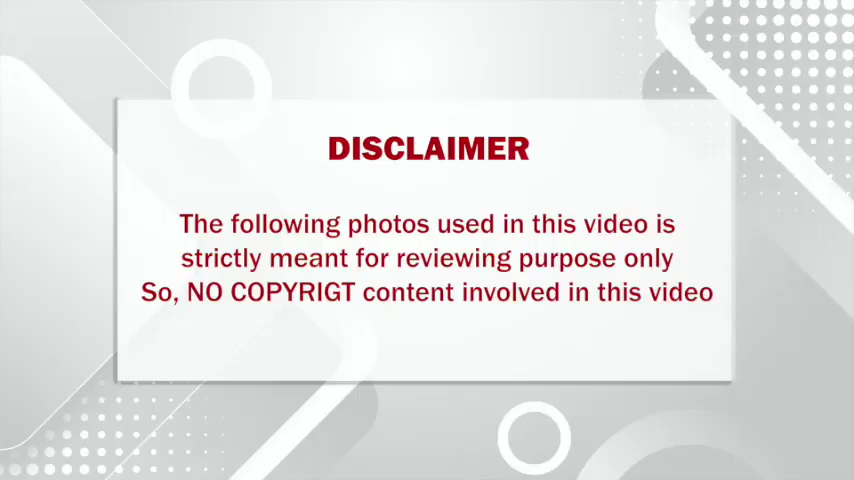 DISCLAIMER
The following photos used in this video is
strictly meant for reviewing purpose only
So, NO COPYRIGT content involved in this video